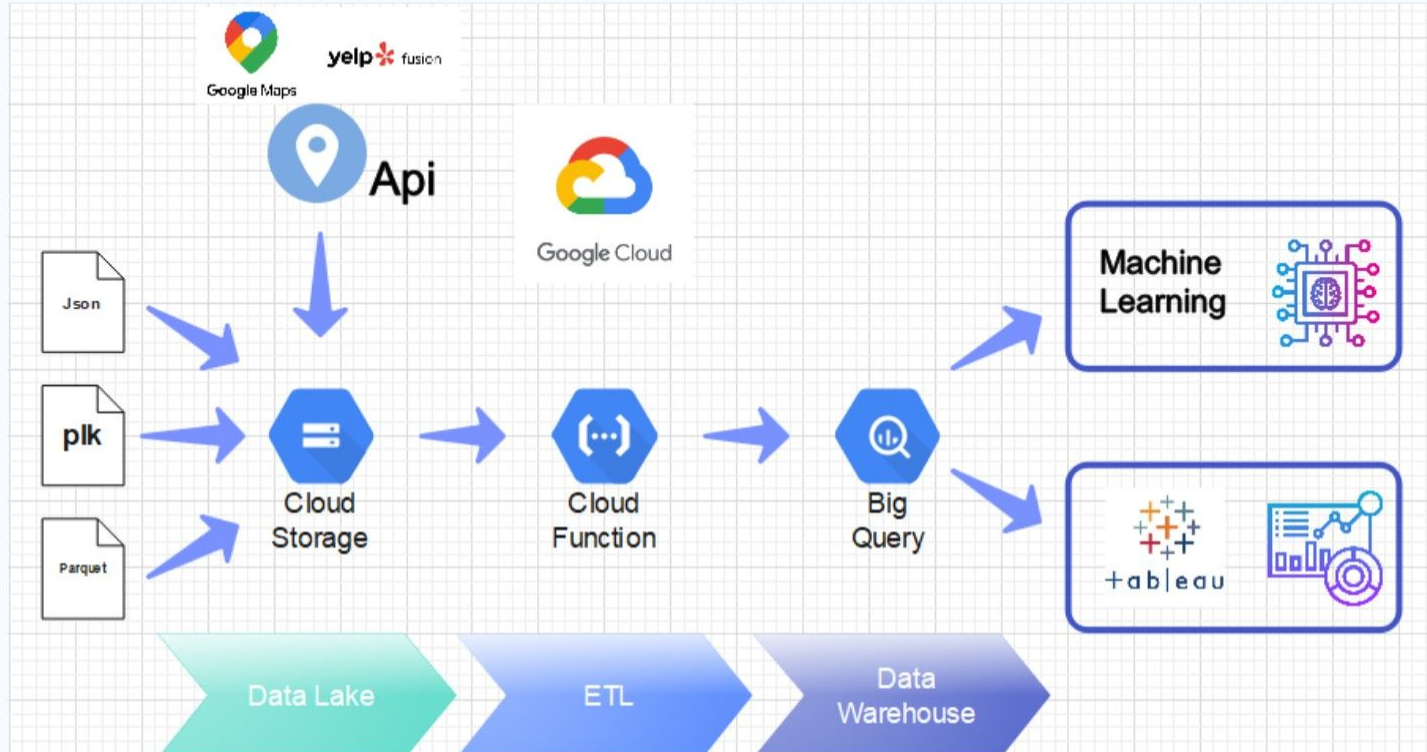 Google Maps
yelp fusion
Api
Google Cloud
Json
plk
Parquet
Cloud
Storage
Cloud
Function
Big
Query
Machine
Learning
+ab|eau
Data Lake
ETL
Data
Warehouse